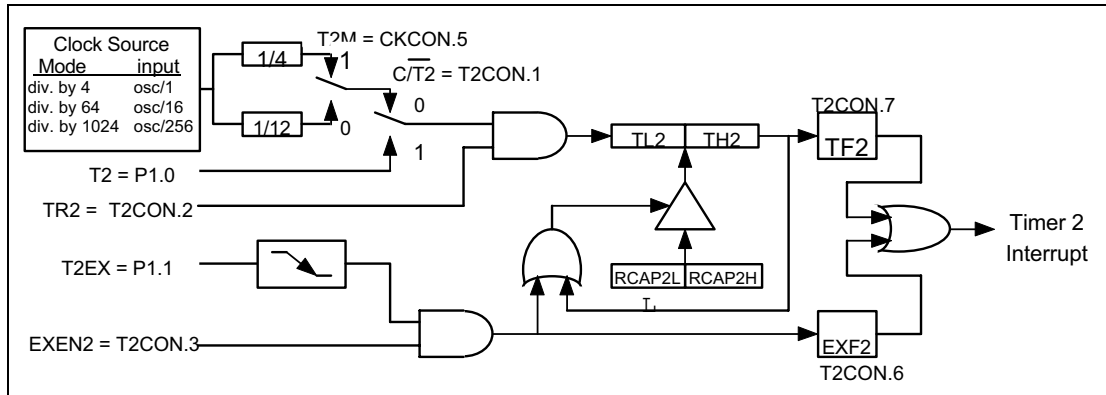 Clock Source
Mode input
div. by 4 osc/1
div. by 64 osc/16
div. by 1024 osc/256
1/4
1/12
T2M = CKCON.5
1
0
C/T2 = T2CON.1
0
1
T2 = P1.0
TR2 = T2CON.2
TL2 TH2
T2CON.7
TF2
Timer 2
Interrupt
T2EX = P1.1
RCAP2L RCAP2H
EXEN2 = T2CON.3
EXF2
T2CON.6